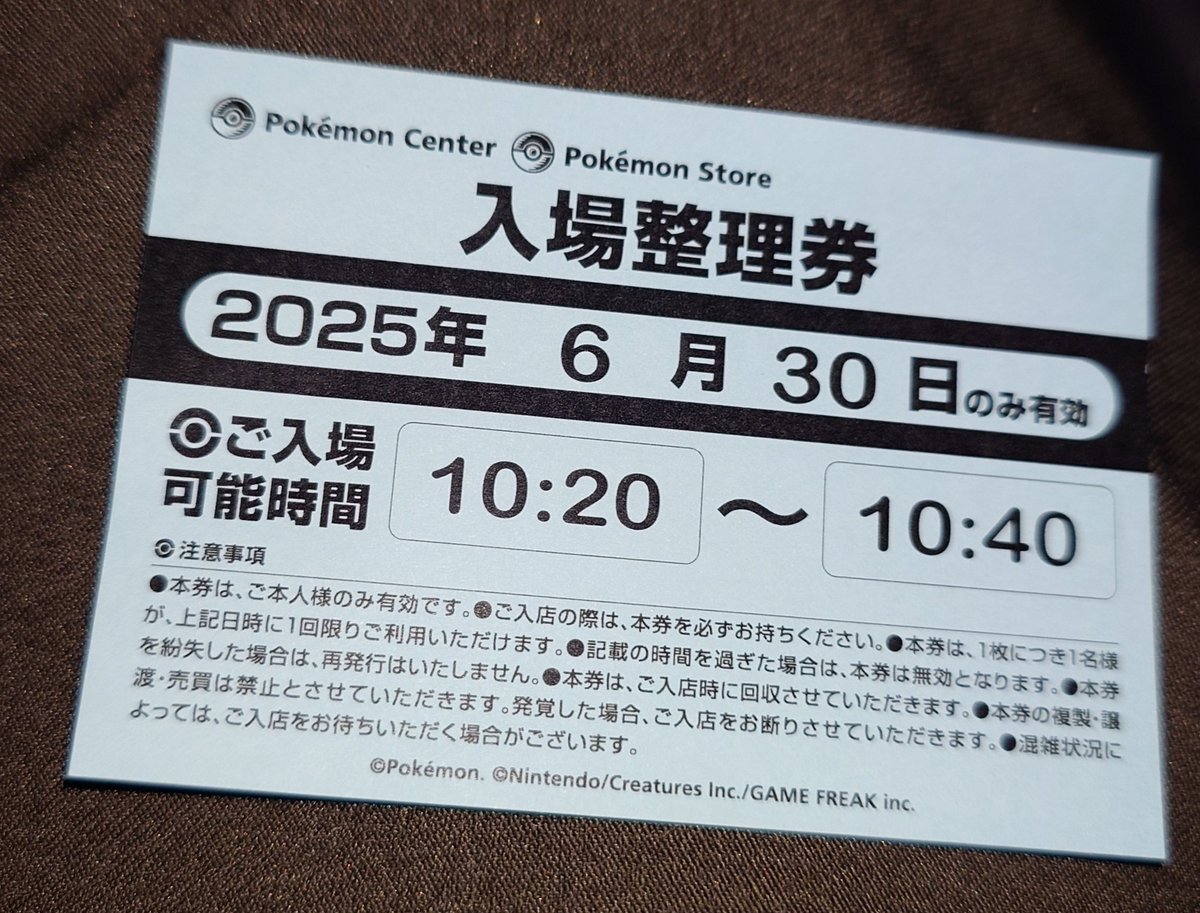 Pokémon Center Pokémon Store
入場整理券
2025年 6 月 30 日のみ有効
ご入場
可能時間
10:20 〜 10:40
注意事項
●本券は、ご本人様のみ有効です。●ご入店の際は、本券を必ずお持ちください。●本券は、1枚につき1名様
が、上記日時に1回限りご利用いただけます。●記載の時間を過ぎた場合は、本券は無効となります。●本券
を紛失した場合は、再発行はいたしません。●本券は、ご入店時に回収させていただきます。●本券の複製・譲
渡・売買は禁止とさせていただきます。発覚した場合、ご入店をお断りさせていただきます。●混雑状況に
よっては、ご入店をお待ちいただく場合がございます。
©Pokémon. ©Nintendo/Creatures Inc./GAME FREAK inc.